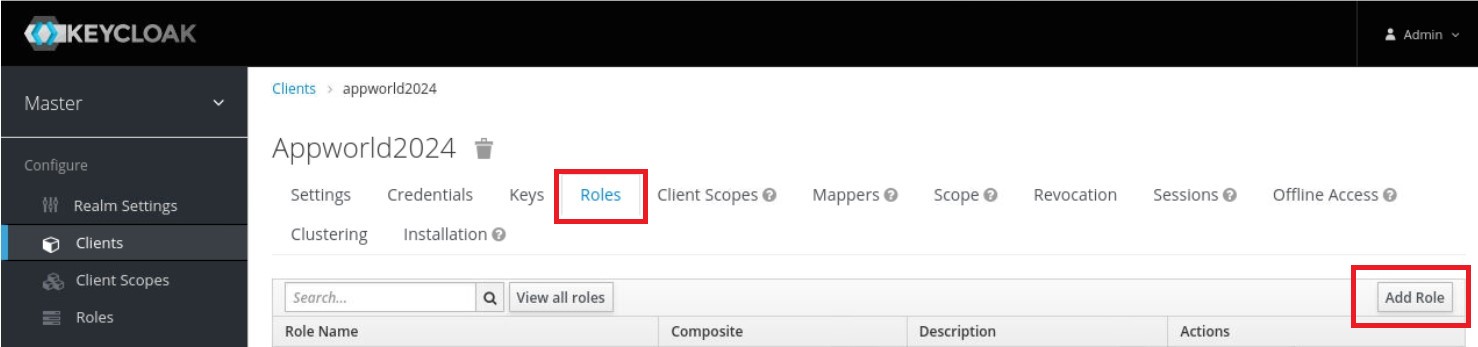 KEYCLOAK
Admin
Master
Clients > appworld2024
Appworld2024
Configure
Settings Credentials Keys Roles Client Scopes Mappers Scope Revocation Sessions Offline Access
Realm Settings
Clustering Installation
Clients
Client Scopes
Search... View all roles Add Role
Roles
Role Name Composite Description Actions